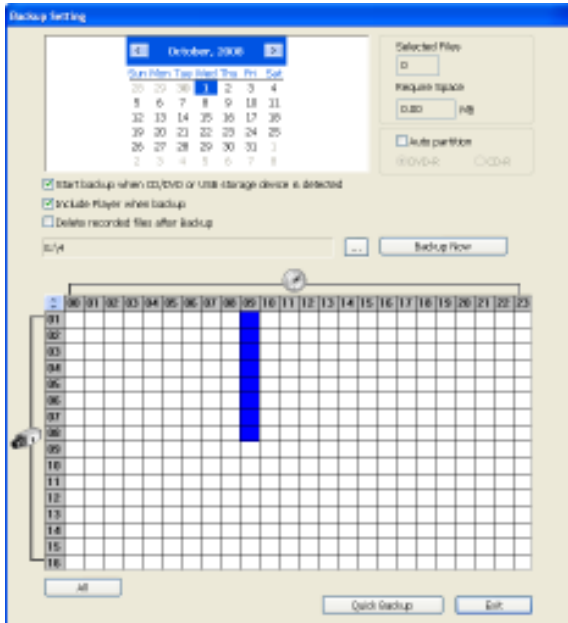 Backup Setting
October, 2008
Sun Mon Tue Wed Thu Fri Sat
28 29 30 1 2 3 4
5 6 7 8 9 10 11
12 13 14 15 16 17 18
19 20 21 22 23 24 25
26 27 28 29 30 31 1
2 3 4 5 6 7 8
Selected Files
0
Require Space
0.00 MB
Auto partition
DVD-R CD-R
Start backup when CD/DVD or USB storage device is detected
Include Player when backup
Delete recorded files after Backup
... Backup Now
00 01 02 03 04 05 06 07 08 09 10 11 12 13 14 15 16 17 18 19 20 21 22 23
01
02
03
04
05
06
07
08
09
10
11
12
13
14
15
16
All
Quick Backup Exit